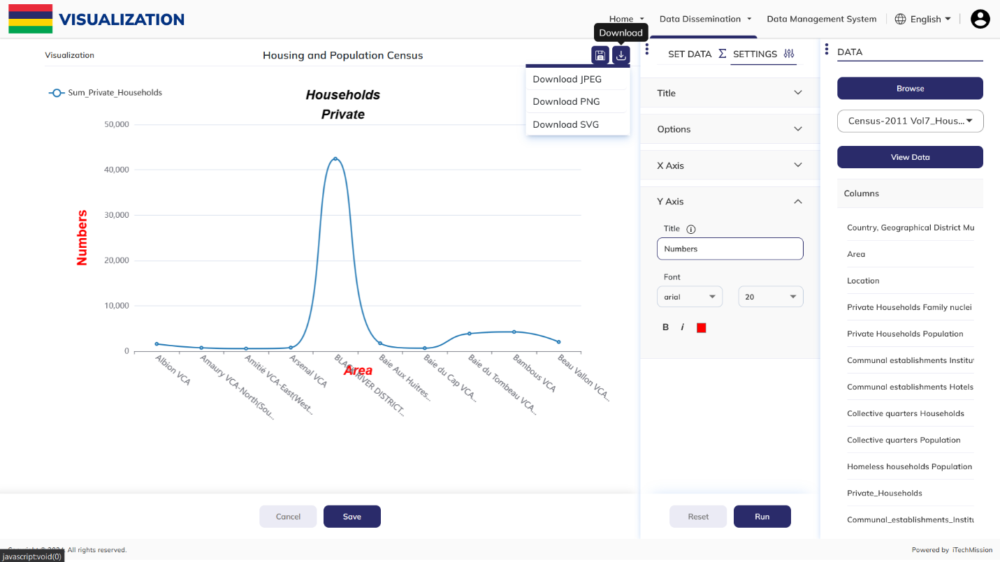 VISUALIZATION
Home
Data Dissemination
Data Management System
English
Download
Visualization
Housing and Population Census
Download JPEG
Download PNG
Download SVG
Sum_Private_Households
Households
Private
50,000
40,000
30,000
20,000
10,000
0
Numbers
Albion VCA
Amaury VCA-North(Sou...
Amitié VCA-East(West...
Arsenal VCA
BLACK RIVER DISTRICT...
Baie Aux Huitres...
Baie du Cap VCA...
Baie du Tombeau VCA...
Bambous VCA
Beau Vallon VCA...
Area
Cancel
Save
SET DATA Σ
SETTINGS
Title
Options
X Axis
Y Axis
Title
Numbers
Font
arial
20
B i
Reset
Run
DATA
Browse
Census-2011 Vol7_Hous...
View Data
Columns
Country, Geographical District Mu
Area
Location
Private Households Family nuclei
Private Households Population
Communal establishments Institut
Communal establishments Hotels
Collective quarters Households
Collective quarters Population
Homeless households Population
Private_Households
Communal_establishments_Institu
All rights reserved.
javascript:void(0)
Powered by iTechMission